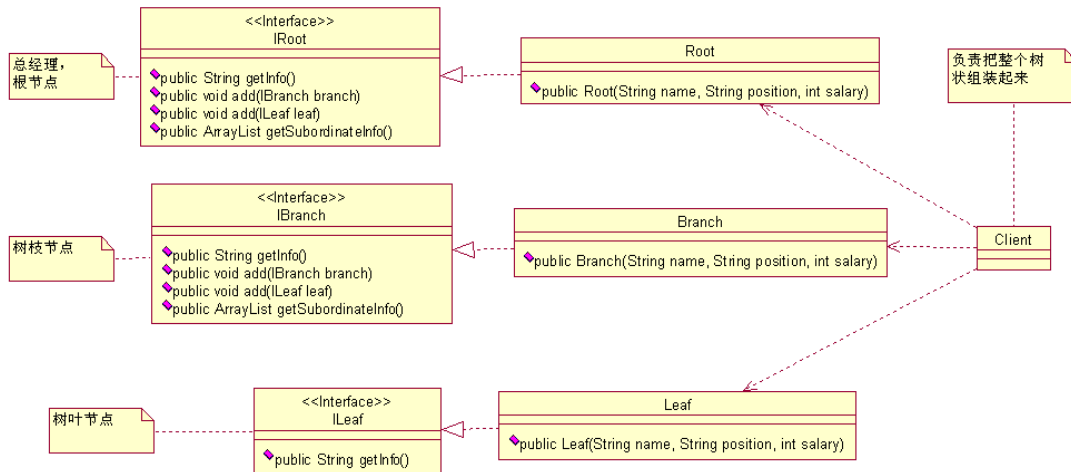 <<Interface>>
IRoot
public String getInfo()
public void add(IBranch branch)
public void add(ILeaf leaf)
public ArrayList getSubordinateInfo()
总经理，
根节点
Root
public Root(String name, String position, int salary)
负责把整个树
状组装起来
<<Interface>>
IBranch
public String getInfo()
public void add(IBranch branch)
public void add(ILeaf leaf)
public ArrayList getSubordinateInfo()
树枝节点
Branch
public Branch(String name, String position, int salary)
Client
<<Interface>>
ILeaf
public String getInfo()
树叶节点
Leaf
public Leaf(String name, String position, int salary)